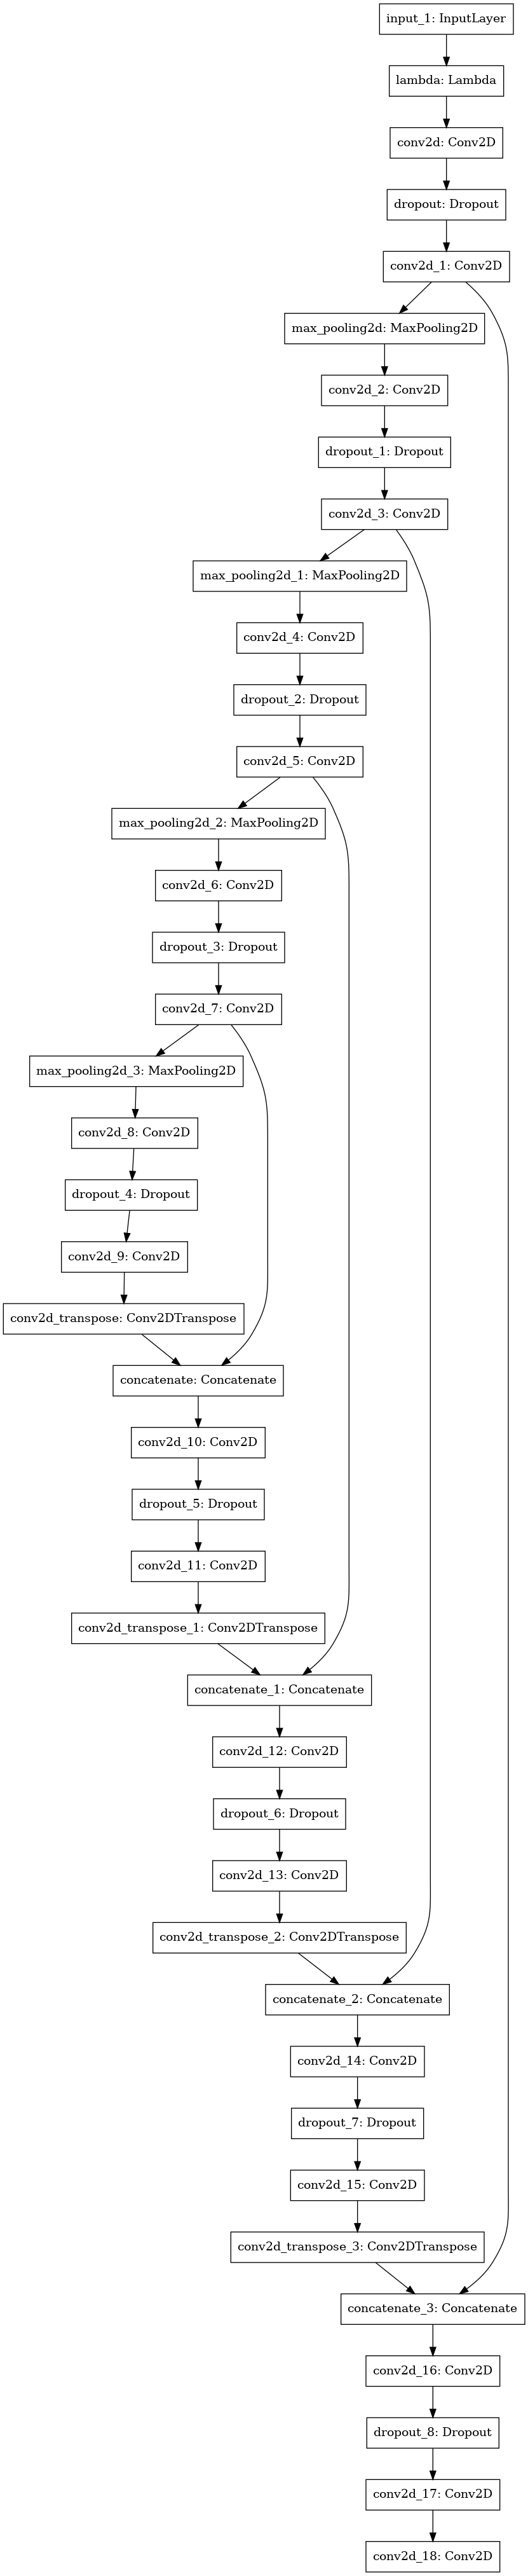 input_1: InputLayer
lambda: Lambda
conv2d: Conv2D
dropout: Dropout
conv2d_1: Conv2D
max_pooling2d: MaxPooling2D
conv2d_2: Conv2D
dropout_1: Dropout
conv2d_3: Conv2D
max_pooling2d_1: MaxPooling2D
conv2d_4: Conv2D
dropout_2: Dropout
conv2d_5: Conv2D
max_pooling2d_2: MaxPooling2D
conv2d_6: Conv2D
dropout_3: Dropout
conv2d_7: Conv2D
max_pooling2d_3: MaxPooling2D
conv2d_8: Conv2D
dropout_4: Dropout
conv2d_9: Conv2D
conv2d_transpose: Conv2DTranspose
concatenate: Concatenate
conv2d_10: Conv2D
dropout_5: Dropout
conv2d_11: Conv2D
conv2d_transpose_1: Conv2DTranspose
concatenate_1: Concatenate
conv2d_12: Conv2D
dropout_6: Dropout
conv2d_13: Conv2D
conv2d_transpose_2: Conv2DTranspose
concatenate_2: Concatenate
conv2d_14: Conv2D
dropout_7: Dropout
conv2d_15: Conv2D
conv2d_transpose_3: Conv2DTranspose
concatenate_3: Concatenate
conv2d_16: Conv2D
dropout_8: Dropout
conv2d_17: Conv2D
conv2d_18: Conv2D